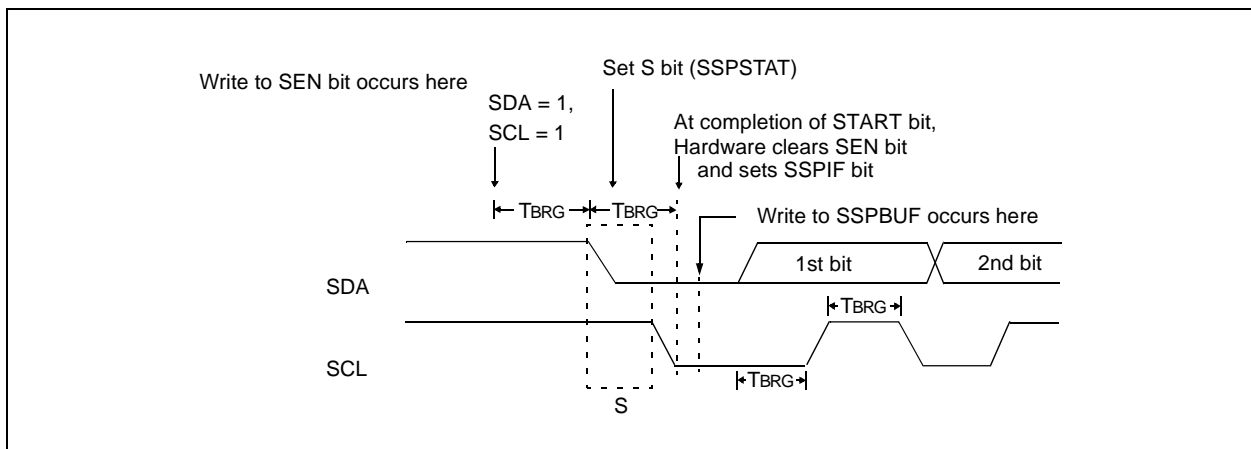 Write to SEN bit occurs here
Set S bit (SSPSTAT)
SDA = 1,
SCL = 1
At completion of START bit,
Hardware clears SEN bit
and sets SSPIF bit
TBRG TBRG
Write to SSPBUF occurs here
SDA
1st bit 2nd bit
TBRG
SCL
TBRG
S